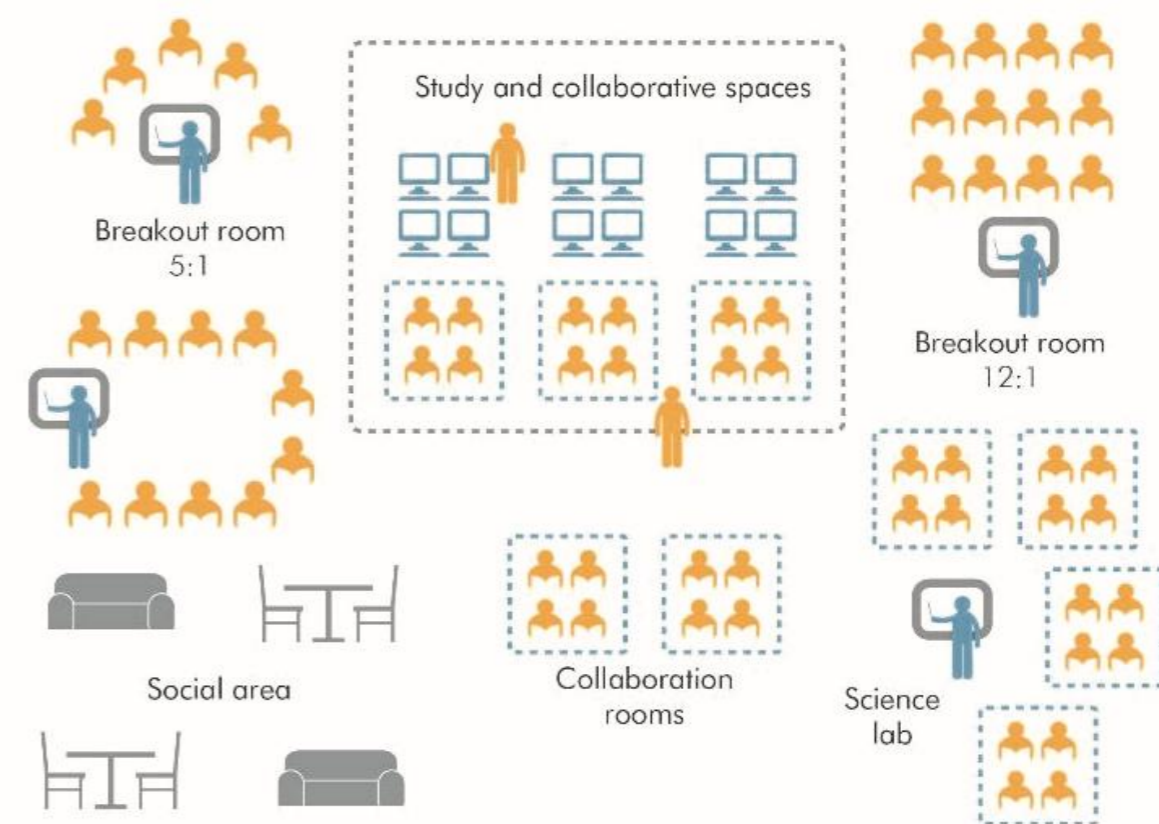 Study and collaborative spaces
Breakout room
5:1
Breakout room
12:1
Social area
Collaboration
rooms
Science
lab